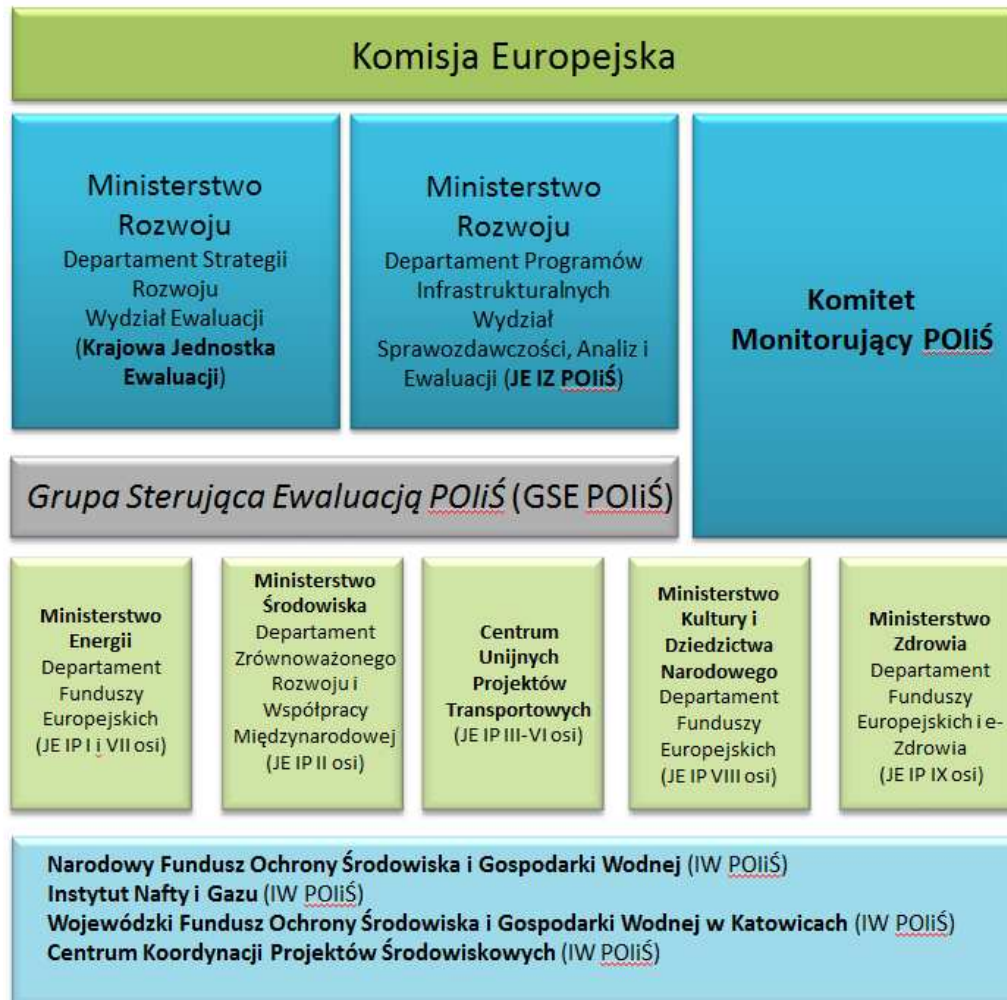 Komisja Europejska
Ministerstwo
Rozwoju
Departament Strategii
Rozwoju
Wydział Ewaluacji
(Krajowa Jednostka
Ewaluacji)
Ministerstwo
Rozwoju
Departament Programów
Infrastrukturalnych
Wydział
Sprawozdawczości, Analiz i
Ewaluacji (JE IZ POIiŚ)
Komitet
Monitorujący POIiŚ
Grupa Sterująca Ewaluacją POIiŚ (GSE POIiŚ)
Ministerstwo
Energii
Departament
Funduszy
Europejskich
(JE IP I i VII osi)
Ministerstwo
Środowiska
Departament
Zrównoważonego
Rozwoju i
Współpracy
Międzynarodowej
(JE IP II osi)
Centrum
Unijnych
Projektów
Transportowych
(JE IP III-VI osi)
Ministerstwo
Kultury i
Dziedzictwa
Narodowego
Departament
Funduszy
Europejskich
(JE IP VIII osi)
Ministerstwo
Zdrowia
Departament
Funduszy
Europejskich i e-
Zdrowia
(JE IP IX osi)
Narodowy Fundusz Ochrony Środowiska i Gospodarki Wodnej (IW POIiŚ)
Instytut Nafty i Gazu (IW POIiŚ)
Wojewódzki Fundusz Ochrony Środowiska i Gospodarki Wodnej w Katowicach (IW POIiŚ)
Centrum Koordynacji Projektów Środowiskowych (IW POIiŚ)